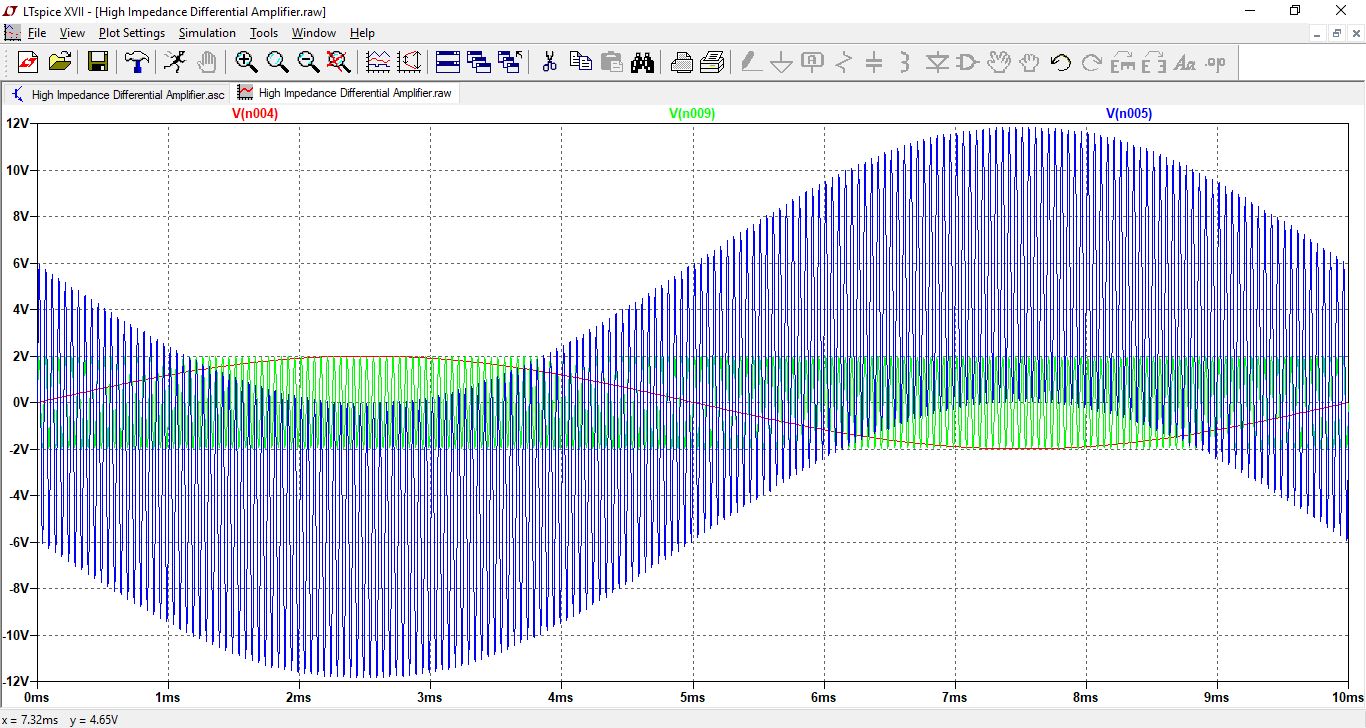 LTspice XVII - [High Impedance Differential Amplifier.raw]
File View Plot Settings Simulation Tools Window Help
High Impedance Differential Amplifier.asc High Impedance Differential Amplifier.raw
V(n004) V(n009) V(n005)
12V
10V
8V
6V
4V
2V
0V
-2V
-4V
-6V
-8V
-10V
-12V
0ms 1ms 2ms 3ms 4ms 5ms 6ms 7ms 8ms 9ms 10ms
x = 7.32ms y = 4.65V